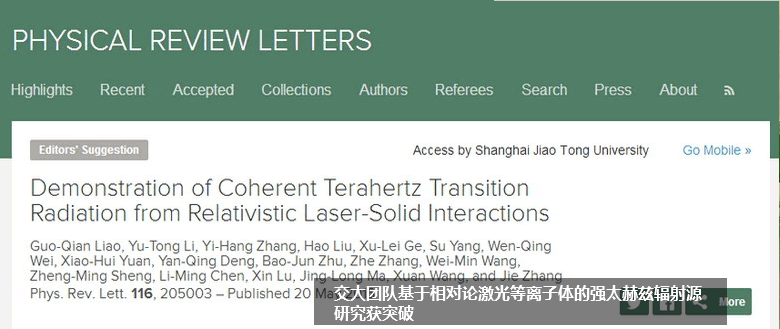 PHYSICAL REVIEW LETTERS
Highlights Recent Accepted Collections Authors Referees Search Press About
Editors' Suggestion Access by Shanghai Jiao Tong University Go Mobile »
Demonstration of Coherent Terahertz Transition
Radiation from Relativistic Laser-Solid Interactions
Guo-Qian Liao, Yu-Tong Li, Yi-Hang Zhang, Hao Liu, Xu-Lei Ge, Su Yang, Wen-Qing
Wei, Xiao-Hui Yuan, Yan-Qing Deng, Bao-Jun Zhu, Zhe Zhang, Wei-Min Wang,
Zheng-Ming Sheng, Li-Ming Chen, Xin Lu, Jing-Long Ma, Xuan Wang, and Jie Zhang
Phys. Rev. Lett. 116, 205003 – Published 20
交大团队基于相对论激光等离子体的强太赫兹辐射源
研究获突破
More